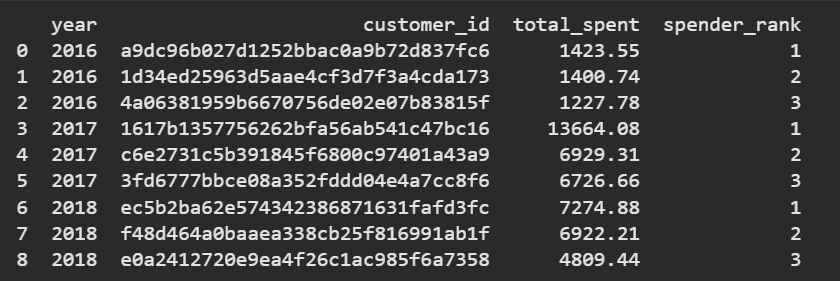 year customer_id total_spent spender_rank
0 2016 a9dc96b027d1252bbac0a9b72d837fc6 1423.55 1
1 2016 1d34ed25963d5aae4cf3d7f3a4cda173 1400.74 2
2 2016 4a06381959b6670756de02e07b83815f 1227.78 3
3 2017 1617b1357756262bfa56ab541c47bc16 13664.08 1
4 2017 c6e2731c5b391845f6800c97401a43a9 6929.31 2
5 2017 3fd6777bbce08a352fddd04e4a7cc8f6 6726.66 3
6 2018 ec5b2ba62e574342386871631fafd3fc 7274.88 1
7 2018 f48d464a0baaea338cb25f816991ab1f 6922.21 2
8 2018 e0a2412720e9ea4f26c1ac985f6a7358 4809.44 3